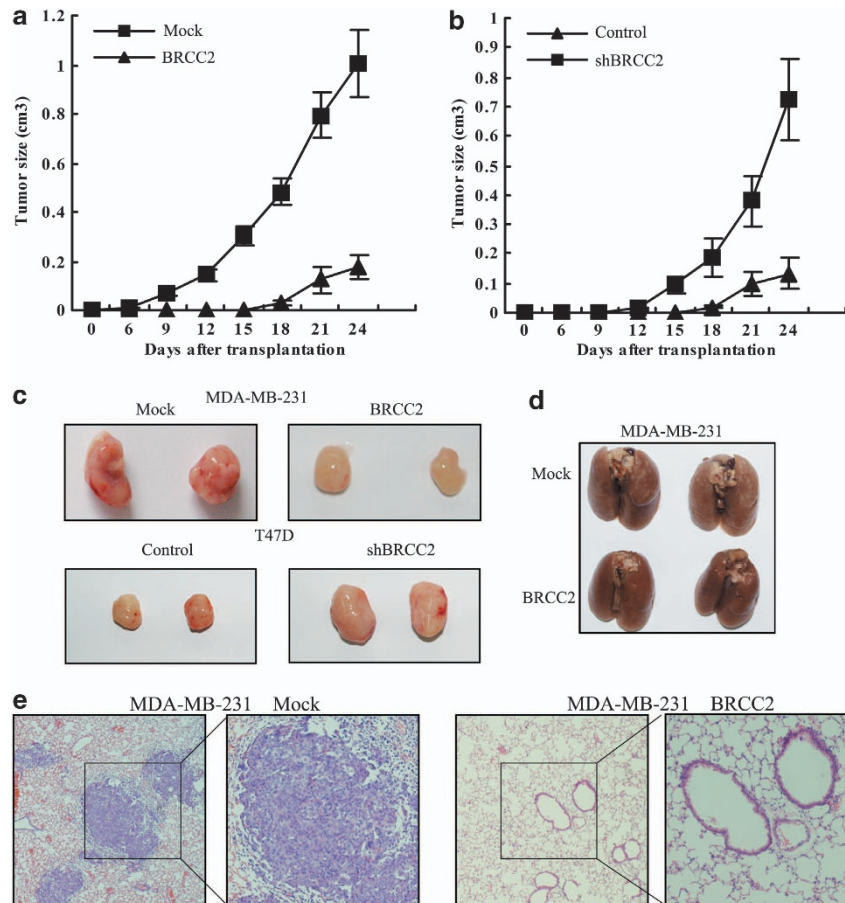 a
Mock
BRCC2
Tumor size (cm3)
1.2
1
0.8
0.6
0.4
0.2
0
0 6 9 12 15 18 21 24
Days after transplantation
b
Control
shBRCC2
Tumor size (cm3)
1
0.9
0.8
0.7
0.6
0.5
0.4
0.3
0.2
0.1
0
0 6 9 12 15 18 21 24
Days after transplantation
c
MDA-MB-231
Mock BRCC2
T47D
Control shBRCC2
d
MDA-MB-231
Mock
BRCC2
e
MDA-MB-231 Mock
MDA-MB-231 BRCC2